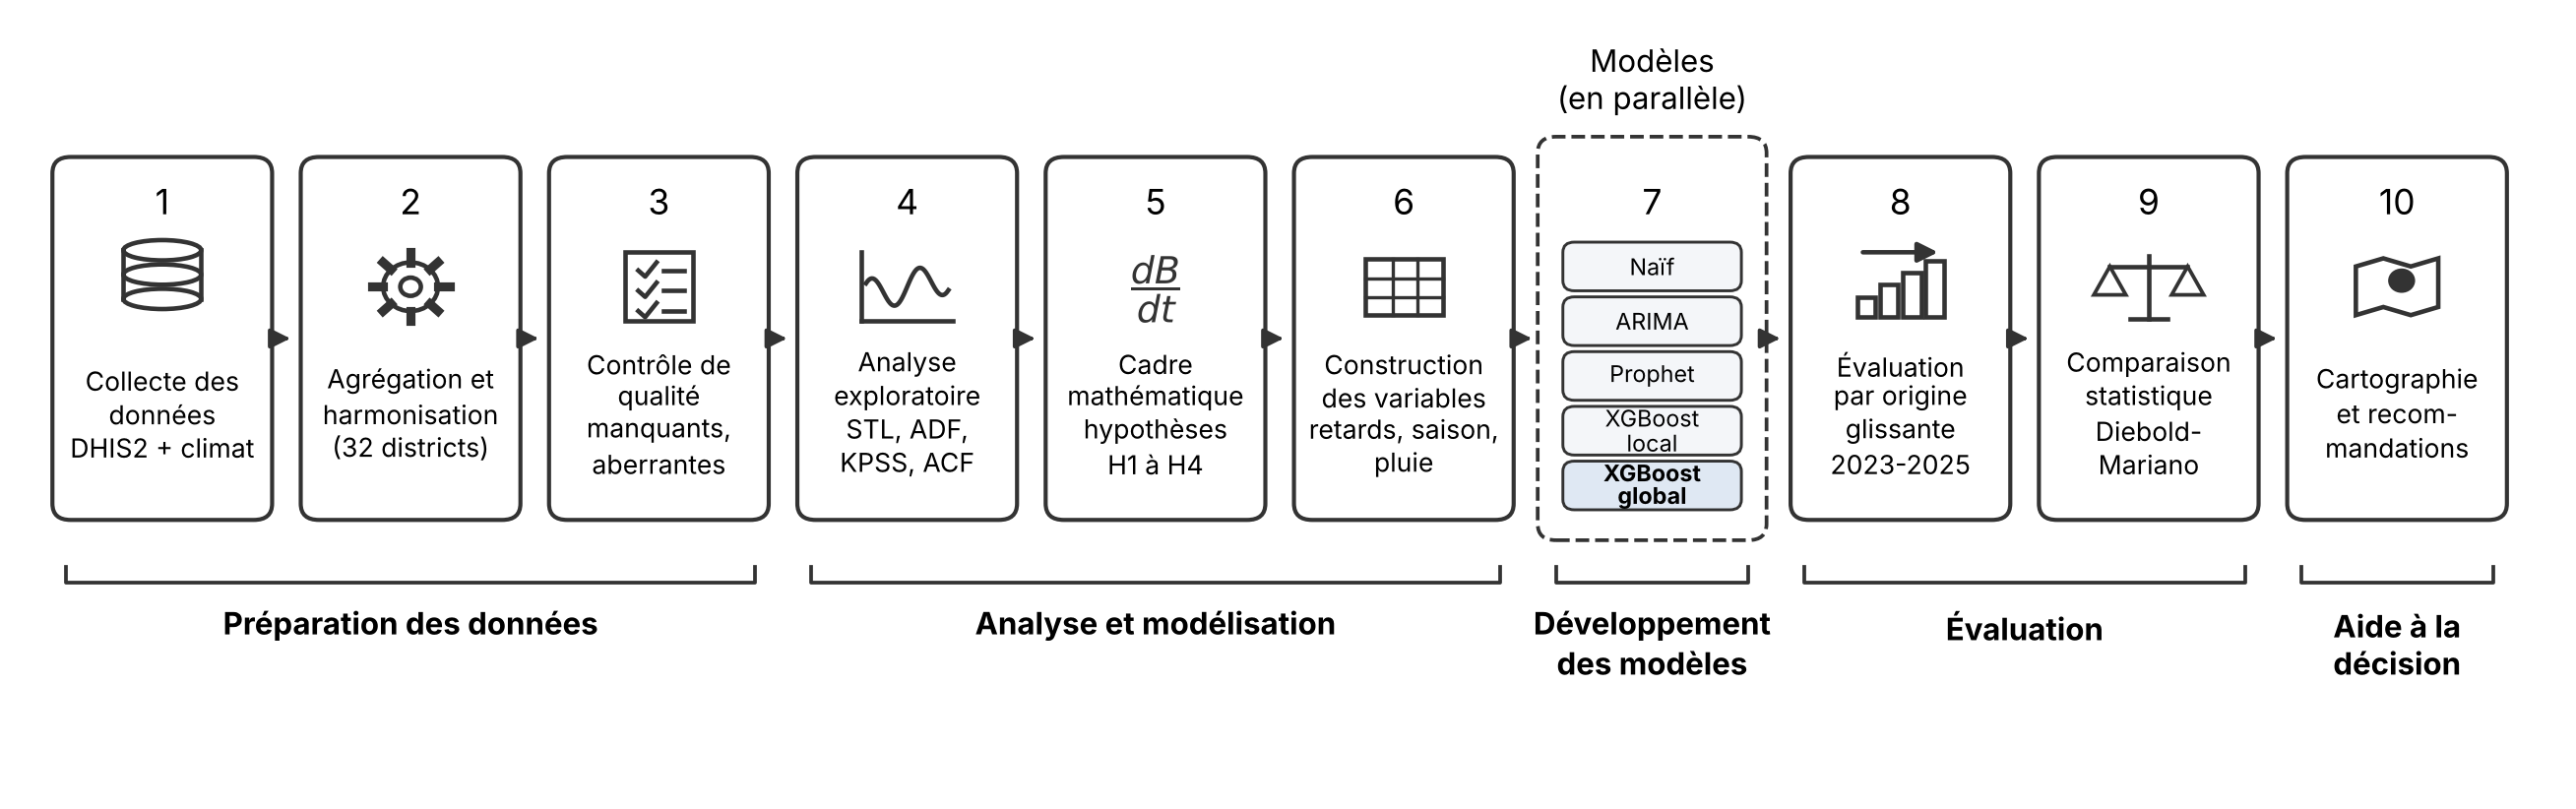 Modèles
(en parallèle)
1
Collecte des
données
DHIS2 + climat
2
Agrégation et
harmonisation
(32 districts)
3
Contrôle de
qualité
manquants,
aberrantes
4
Analyse
exploratoire
STL, ADF,
KPSS, ACF
5
dB
dt
Cadre
mathématique
hypothèses
H1 à H4
6
Construction
des variables
retards, saison,
pluie
7
Naïf
ARIMA
Prophet
XGBoost
local
XGBoost
global
8
Évaluation
par origine
glissante
2023-2025
9
Comparaison
statistique
Diebold-
Mariano
10
Cartographie
et recom-
mandations
Préparation des données
Analyse et modélisation
Développement
des modèles
Évaluation
Aide à la
décision